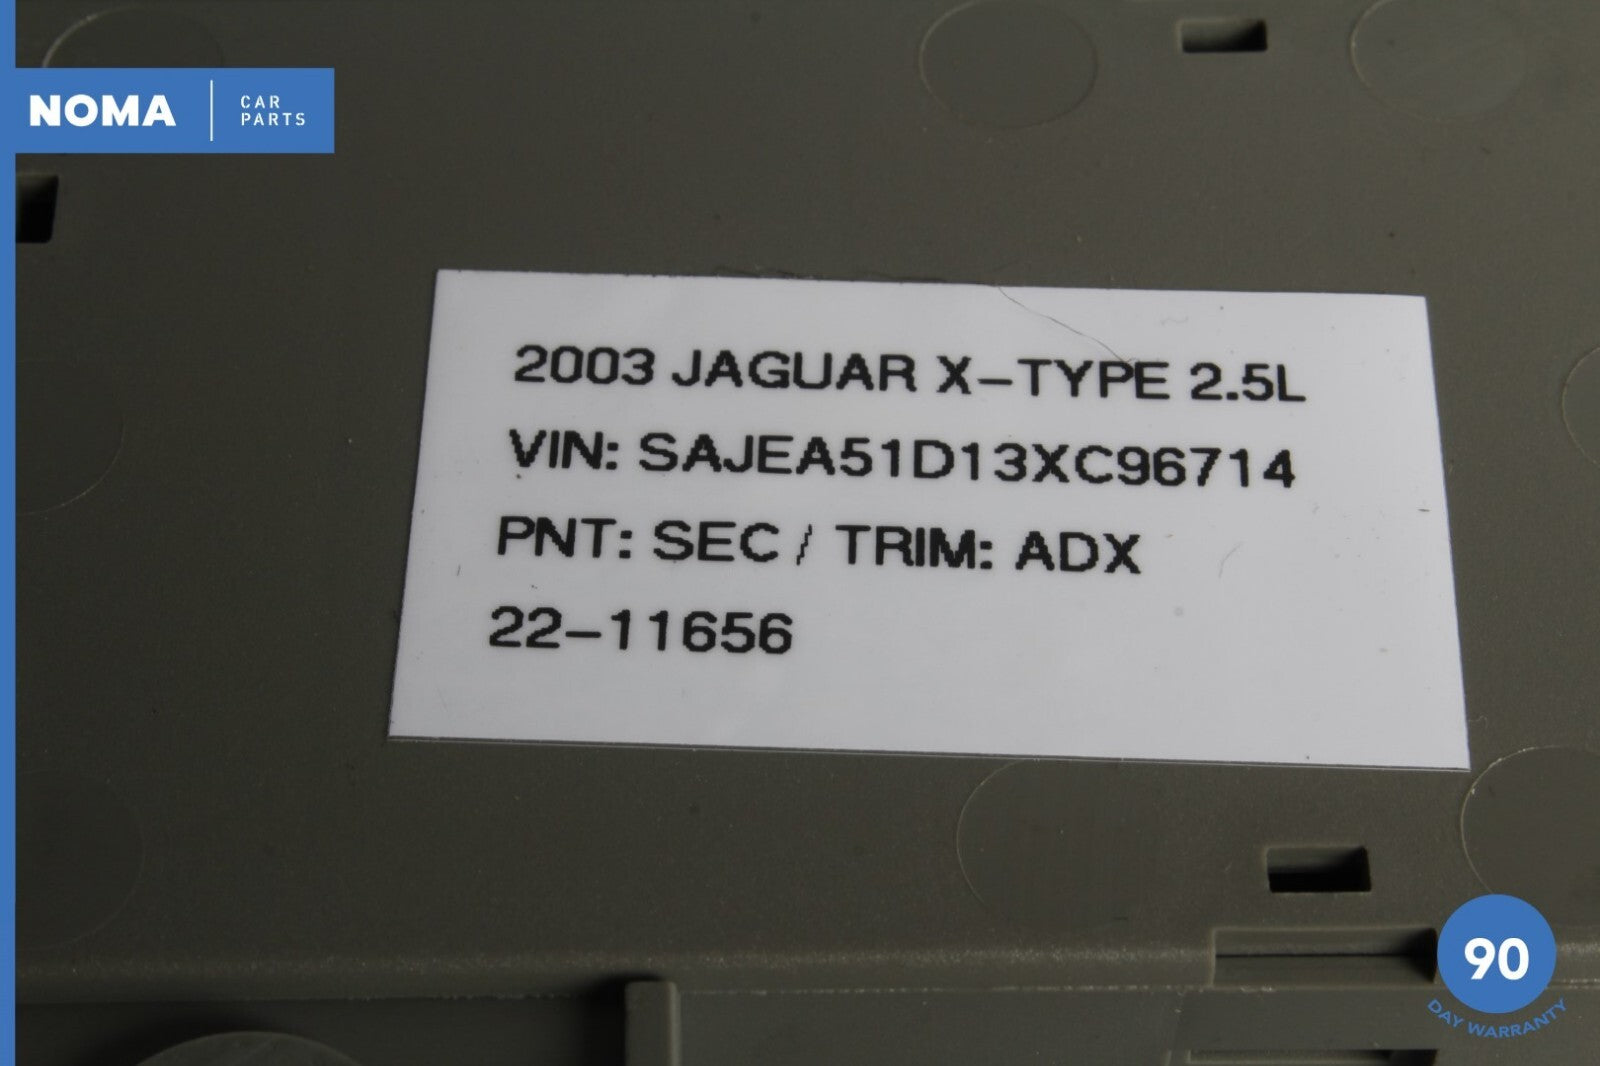 NOMA
CAR
PARTS
2003 JAGUAR X-TYPE 2.5L
VIN: SAJEA51D13XC96714
PNT: SEC / TRIM: ADX
22-11656
90
DAY WARRANTY